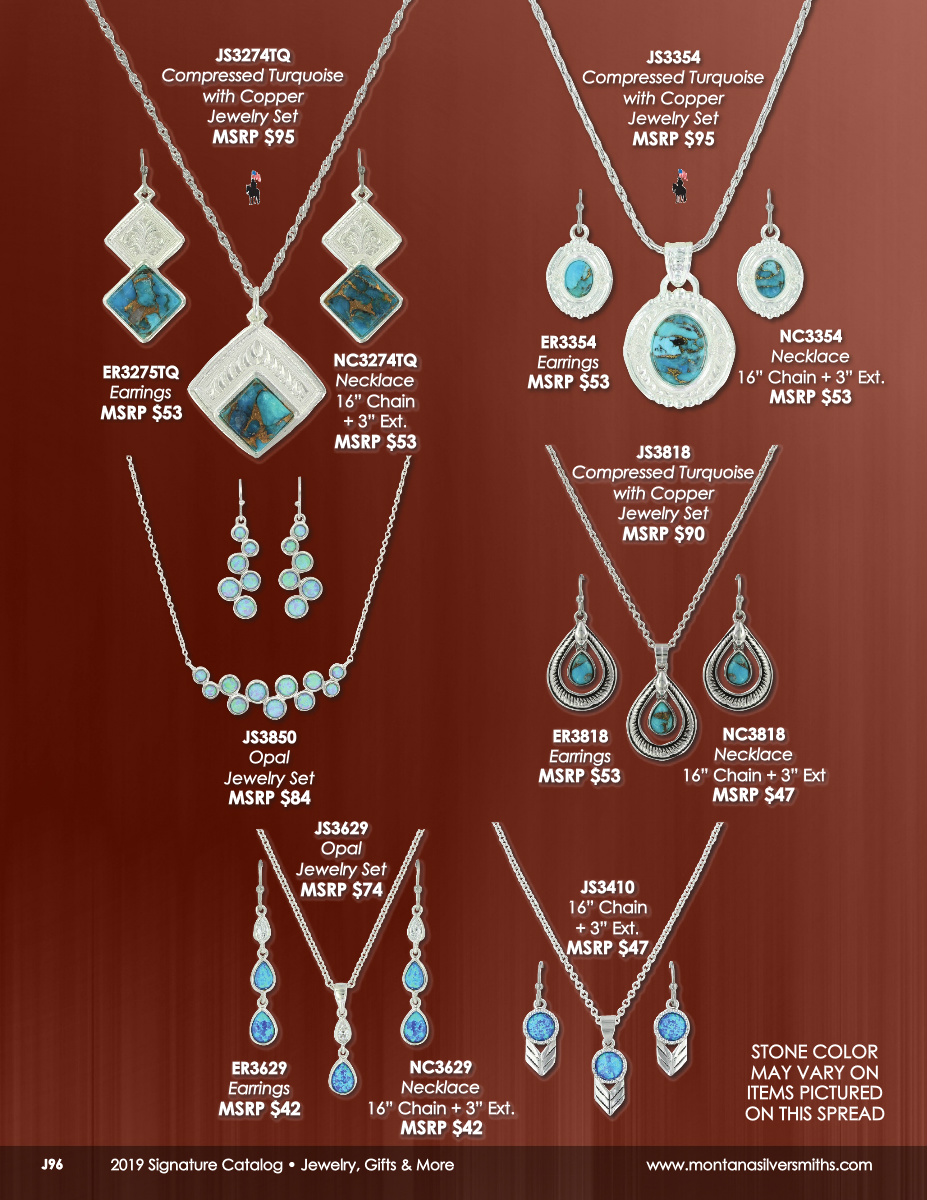 JS3274TQ
Compressed Turquoise
with Copper
Jewelry Set
MSRP $95
ER3275TQ
Earrings
MSRP $53
NC3274TQ
Necklace
16” Chain
+ 3” Ext.
MSRP $53
JS3354
Compressed Turquoise
with Copper
Jewelry Set
MSRP $95
ER3354
Earrings
MSRP $53
NC3354
Necklace
16” Chain + 3” Ext.
MSRP $53
JS3850
Opal
Jewelry Set
MSRP $84
JS3818
Compressed Turquoise
with Copper
Jewelry Set
MSRP $90
ER3818
Earrings
MSRP $53
NC3818
Necklace
16” Chain + 3” Ext
MSRP $47
JS3629
Opal
Jewelry Set
MSRP $74
ER3629
Earrings
MSRP $42
NC3629
Necklace
16” Chain + 3” Ext.
MSRP $42
JS3410
16” Chain
+ 3” Ext.
MSRP $47
STONE COLOR
MAY VARY ON
ITEMS PICTURED
ON THIS SPREAD
J96 2019 Signature Catalog • Jewelry, Gifts & More www.montanasilversmiths.com